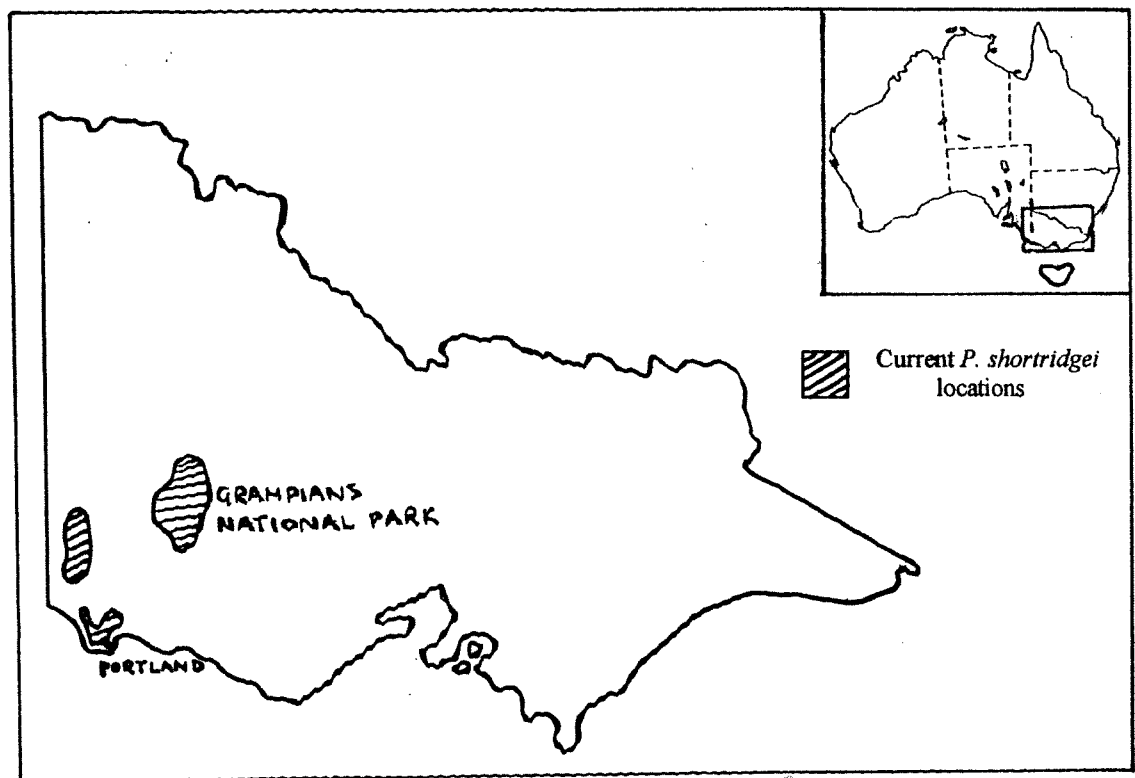 Current P. shortridgei
locations
GRAMPIANS
NATIONAL PARK
PORTLAND